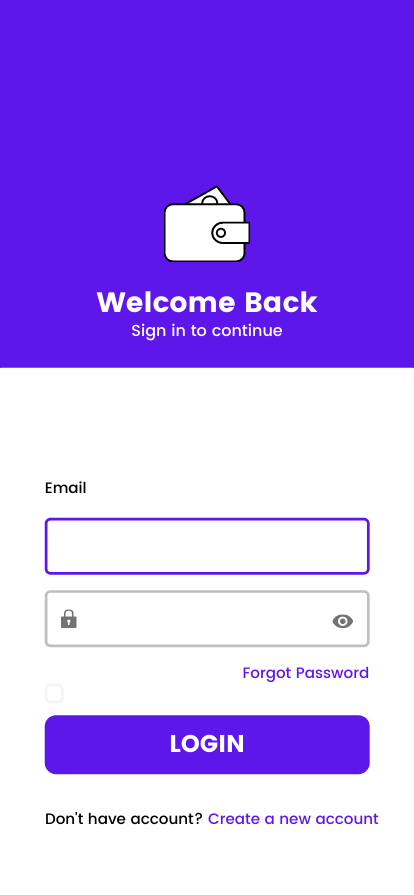 Welcome Back
Sign in to continue
Email
Forgot Password
LOGIN
Don't have account? Create a new account